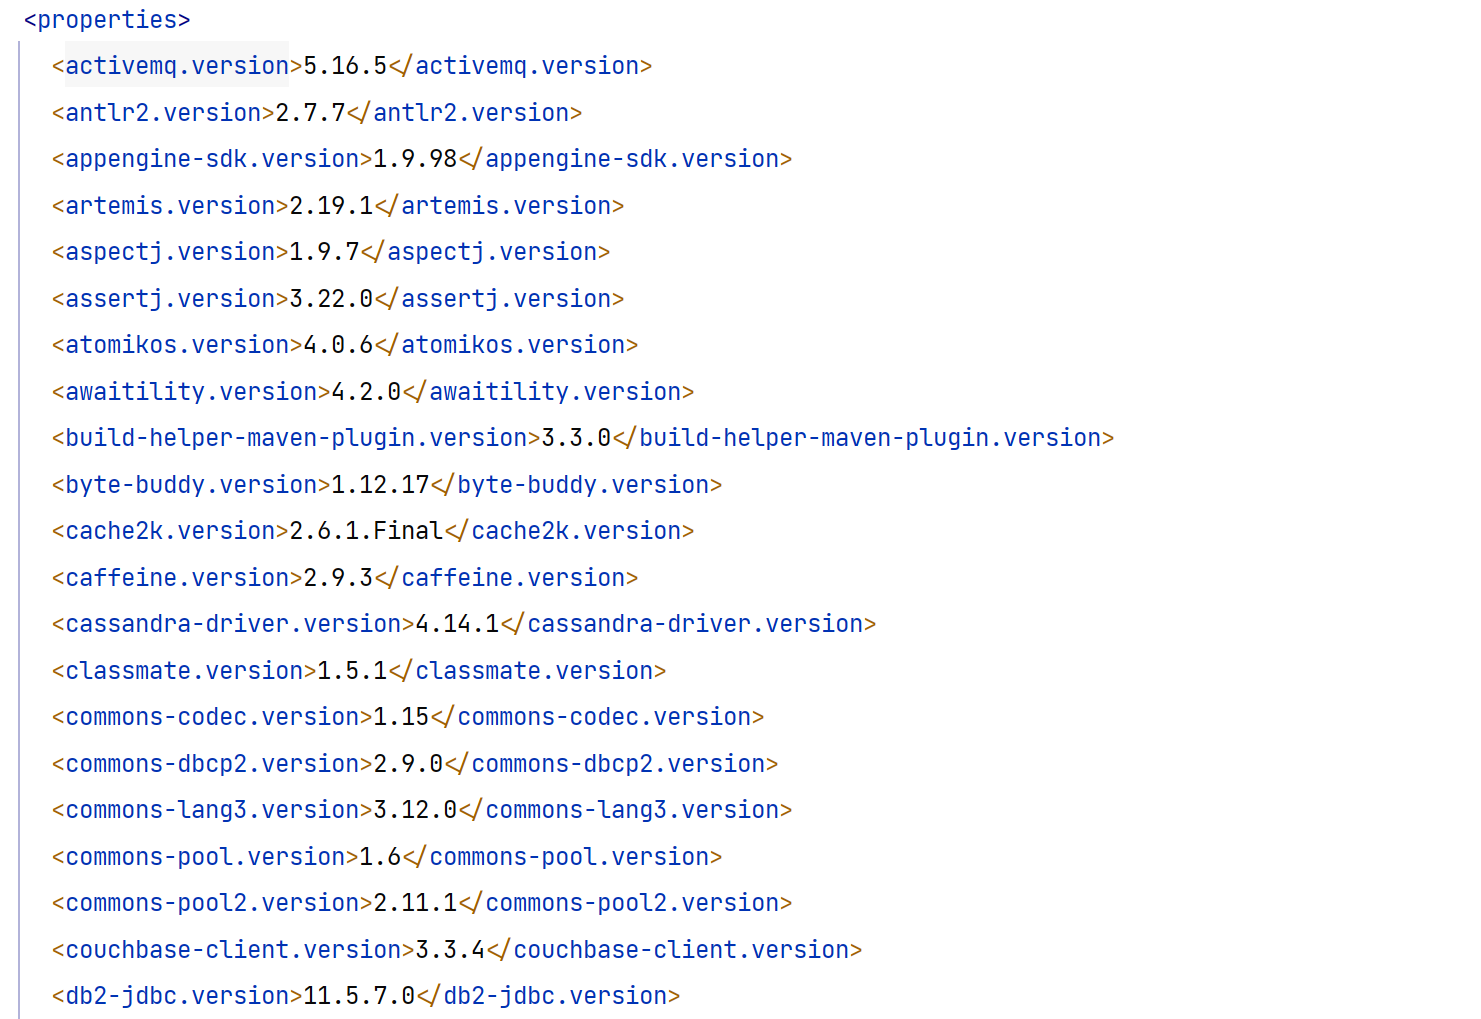 <properties>
<activemq.version>5.16.5</activemq.version>
<antlr2.version>2.7.7</antlr2.version>
<appengine-sdk.version>1.9.98</appengine-sdk.version>
<artemis.version>2.19.1</artemis.version>
<aspectj.version>1.9.7</aspectj.version>
<assertj.version>3.22.0</assertj.version>
<atomikos.version>4.0.6</atomikos.version>
<awaitility.version>4.2.0</awaitility.version>
<build-helper-maven-plugin.version>3.3.0</build-helper-maven-plugin.version>
<byte-buddy.version>1.12.17</byte-buddy.version>
<cache2k.version>2.6.1.Final</cache2k.version>
<caffeine.version>2.9.3</caffeine.version>
<cassandra-driver.version>4.14.1</cassandra-driver.version>
<classmate.version>1.5.1</classmate.version>
<commons-codec.version>1.15</commons-codec.version>
<commons-dbcp2.version>2.9.0</commons-dbcp2.version>
<commons-lang3.version>3.12.0</commons-lang3.version>
<commons-pool.version>1.6</commons-pool.version>
<commons-pool2.version>2.11.1</commons-pool2.version>
<couchbase-client.version>3.3.4</couchbase-client.version>
<db2-jdbc.version>11.5.7.0</db2-jdbc.version>